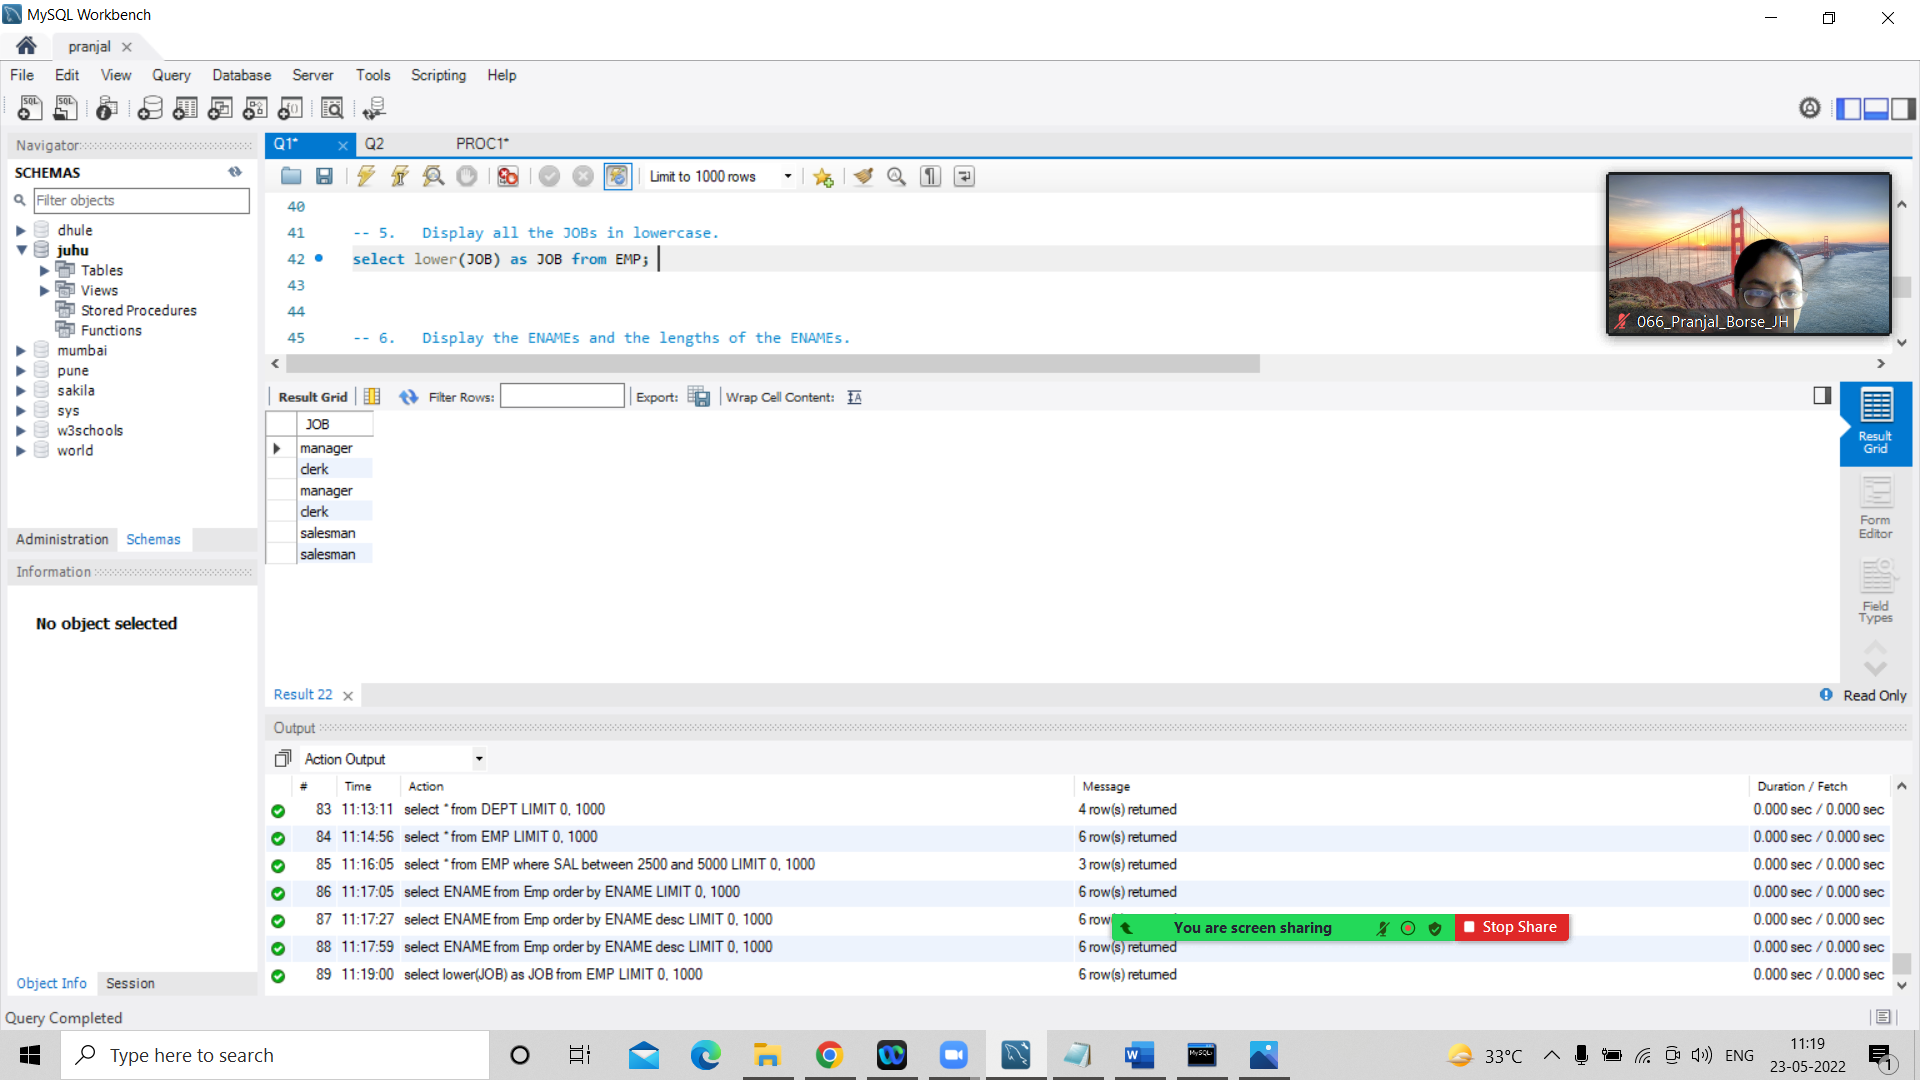 MySQL Workbench
pranjal
File Edit View Query Database Server Tools Scripting Help
Navigator
SCHEMAS
Filter objects
dhule
juhu
Tables
Views
Stored Procedures
Functions
mumbai
pune
sakila
sys
w3schools
world
Administration Schemas
Information
No object selected
Object Info Session
Q1* Q2 PROC1*
Limit to 1000 rows
40
41 -- 5. Display all the JOBs in lowercase.
42 select lower(JOB) as JOB from EMP;
43
44
45 -- 6. Display the ENAMEs and the lengths of the ENAMEs.
066_Pranjal_Borse_JH
Result Grid Filter Rows: Export: Wrap Cell Content:
JOB
manager
clerk
manager
clerk
salesman
salesman
Result Grid
Form Editor
Field Types
Result 22 Read Only
Output
Action Output
# Time Action Message Duration / Fetch
83 11:13:11 select * from DEPT LIMIT 0, 1000 4 row(s) returned 0.000 sec / 0.000 sec
84 11:14:56 select * from EMP LIMIT 0, 1000 6 row(s) returned 0.000 sec / 0.000 sec
85 11:16:05 select * from EMP where SAL between 2500 and 5000 LIMIT 0, 1000 3 row(s) returned 0.000 sec / 0.000 sec
86 11:17:05 select ENAME from Emp order by ENAME LIMIT 0, 1000 6 row(s) returned 0.000 sec / 0.000 sec
87 11:17:27 select ENAME from Emp order by ENAME desc LIMIT 0, 1000 6 row 0.000 sec / 0.000 sec
You are screen sharing Stop Share
88 11:17:59 select ENAME from Emp order by ENAME desc LIMIT 0, 1000 6 row(s) returned 0.000 sec / 0.000 sec
89 11:19:00 select lower(JOB) as JOB from EMP LIMIT 0, 1000 6 row(s) returned 0.000 sec / 0.000 sec
Query Completed
Type here to search
33°C ENG 11:19
23-05-2022
1